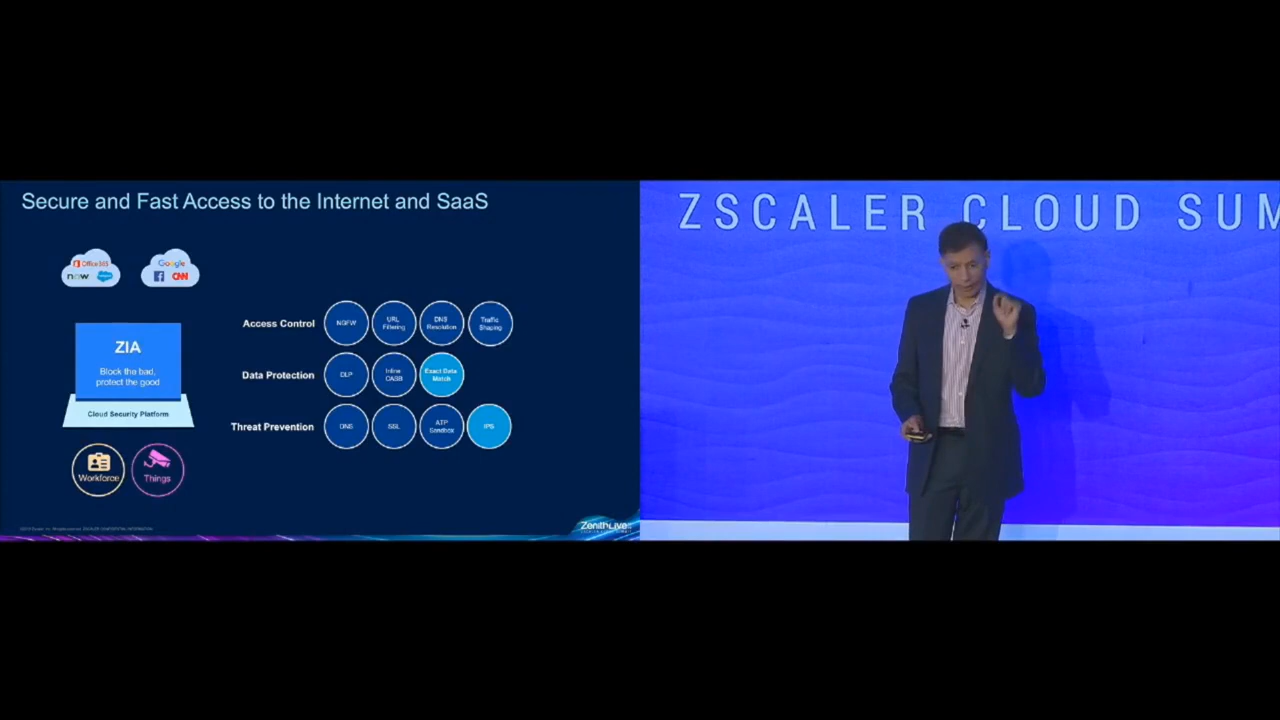 Secure and Fast Access to the Internet and SaaS
Office 365
now
Google
CNN
ZIA
Block the bad,
protect the good
Cloud Security Platform
Workforce
Things
Access Control
NGFW
URL
Filtering
DNS
Resolution
Traffic
Shaping
Data Protection
DLP
Inline
CASB
Exact Data
Match
Threat Prevention
DNS
SSL
ATP
Sandbox
IPS
ZenithLive
ZSCALER CLOUD SUM